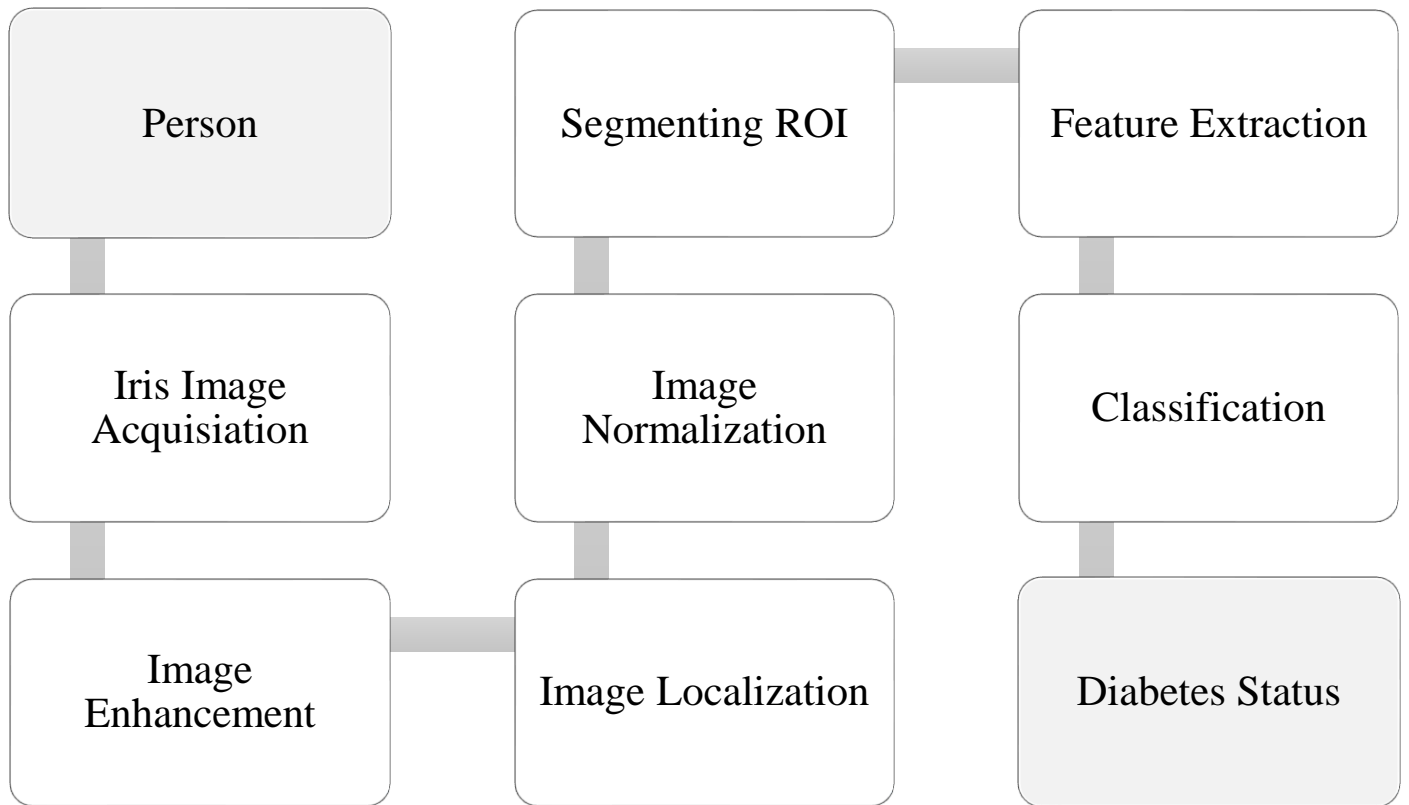 Person
Iris Image
Acquisiation
Image
Enhancement
Image Localization
Image
Normalization
Segmenting ROI
Feature Extraction
Classification
Diabetes Status